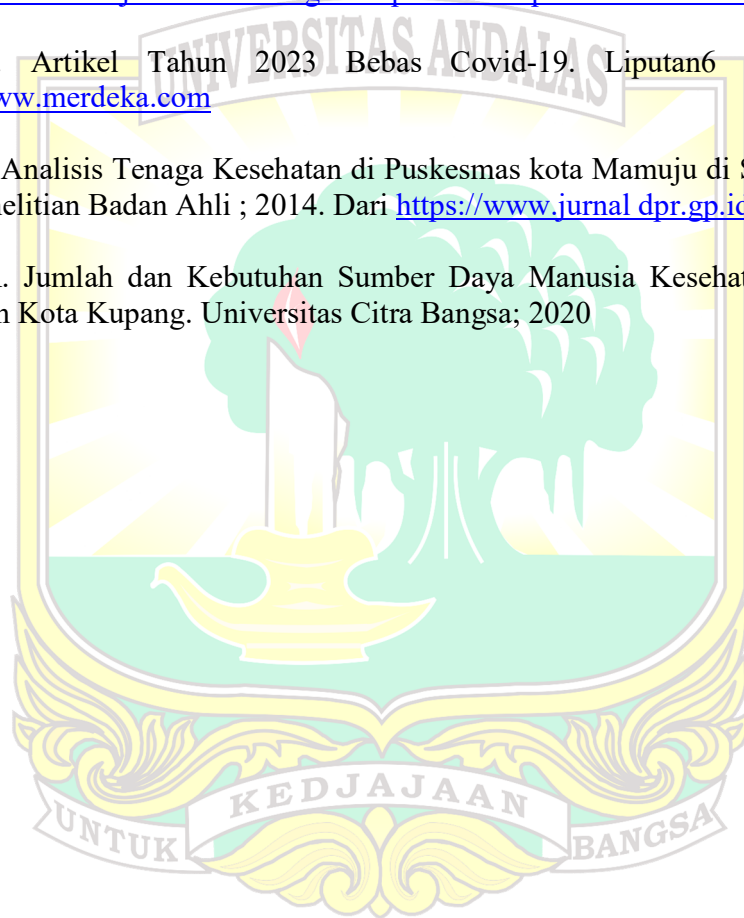 Artikel Tahun 2023 Bebas Covid-19. Liputan6
ww.merdeka.com
Analisis Tenaga Kesehatan di Puskesmas kota Mamuju di S
elitian Badan Ahli ; 2014. Dari https://www.jurnal dpr.gp.id
. Jumlah dan Kebutuhan Sumber Daya Manusia Kesehat
Kota Kupang. Universitas Citra Bangsa; 2020
UNIVERSITAS ANDALAS
UNTUK KEDJAJAAN BANGSA